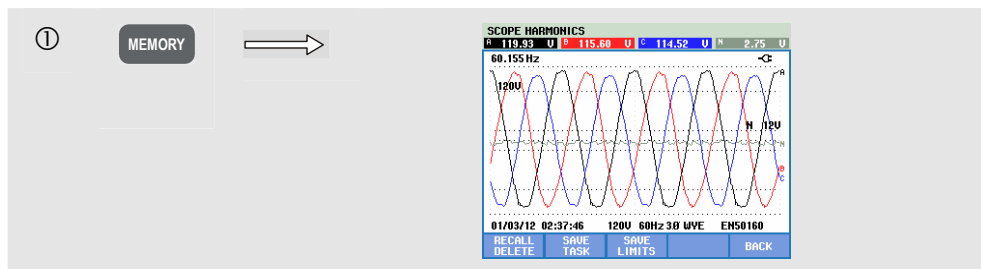 ① MEMORY
SCOPE HARMONICS
A 119.93 V B 115.60 V C 114.52 V N 2.75 V
60.155 Hz
A
120V
N 12V
N
B
C
01/03/12 02:37:46 120V 60Hz 3Ø WYE EN50160
RECALL DELETE SAVE TASK SAVE LIMITS BACK